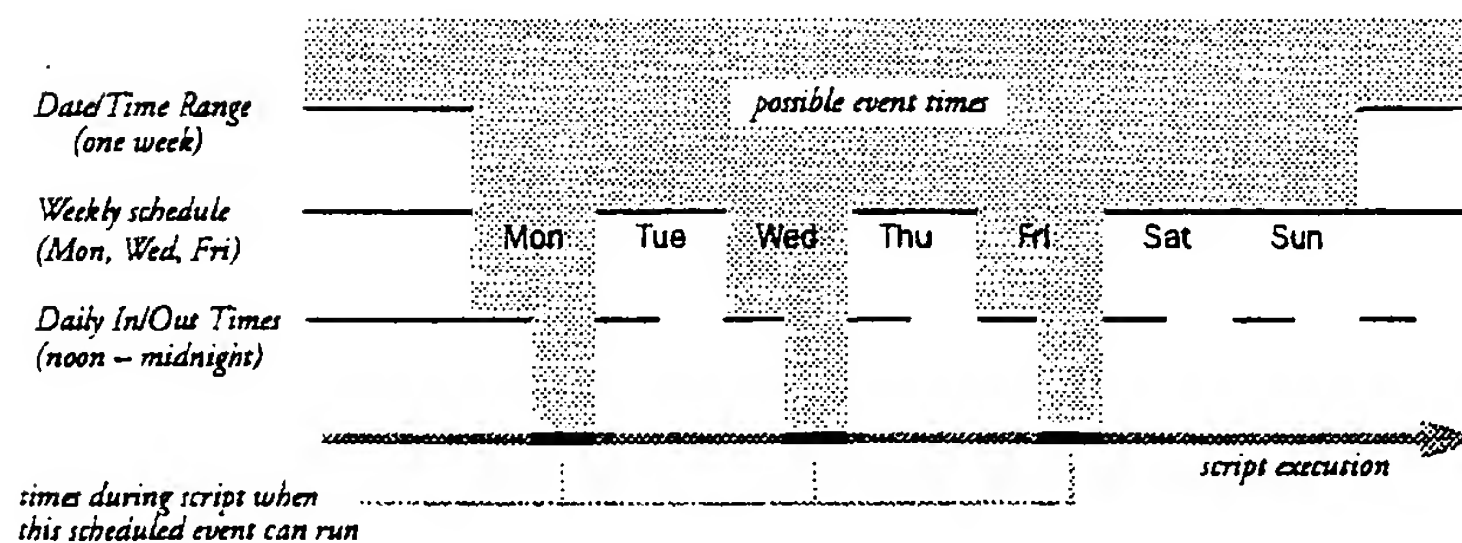 Date/Time Range
(one week)
possible event times
Weekly schedule
(Mon, Wed, Fri)
Mon Tue Wed Thu Fri Sat Sun
Daily In/Out Times
(noon – midnight)
script execution
times during script when
this scheduled event can run